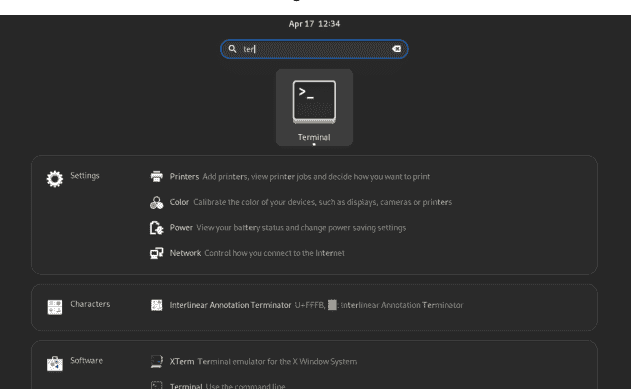 Apr 17 12:34
ter
>_
Terminal
Settings
Printers Add printers, view printer jobs and decide how you want to print
Color Calibrate the color of your devices, such as displays, cameras or printers
Power View your battery status and change power saving settings
Network Control how you connect to the Internet
Characters
Interlinear Annotation Terminator U+FFFB, : Interlinear Annotation Terminator
Software
XTerm Terminal emulator for the X Window System
Terminal Use the command line